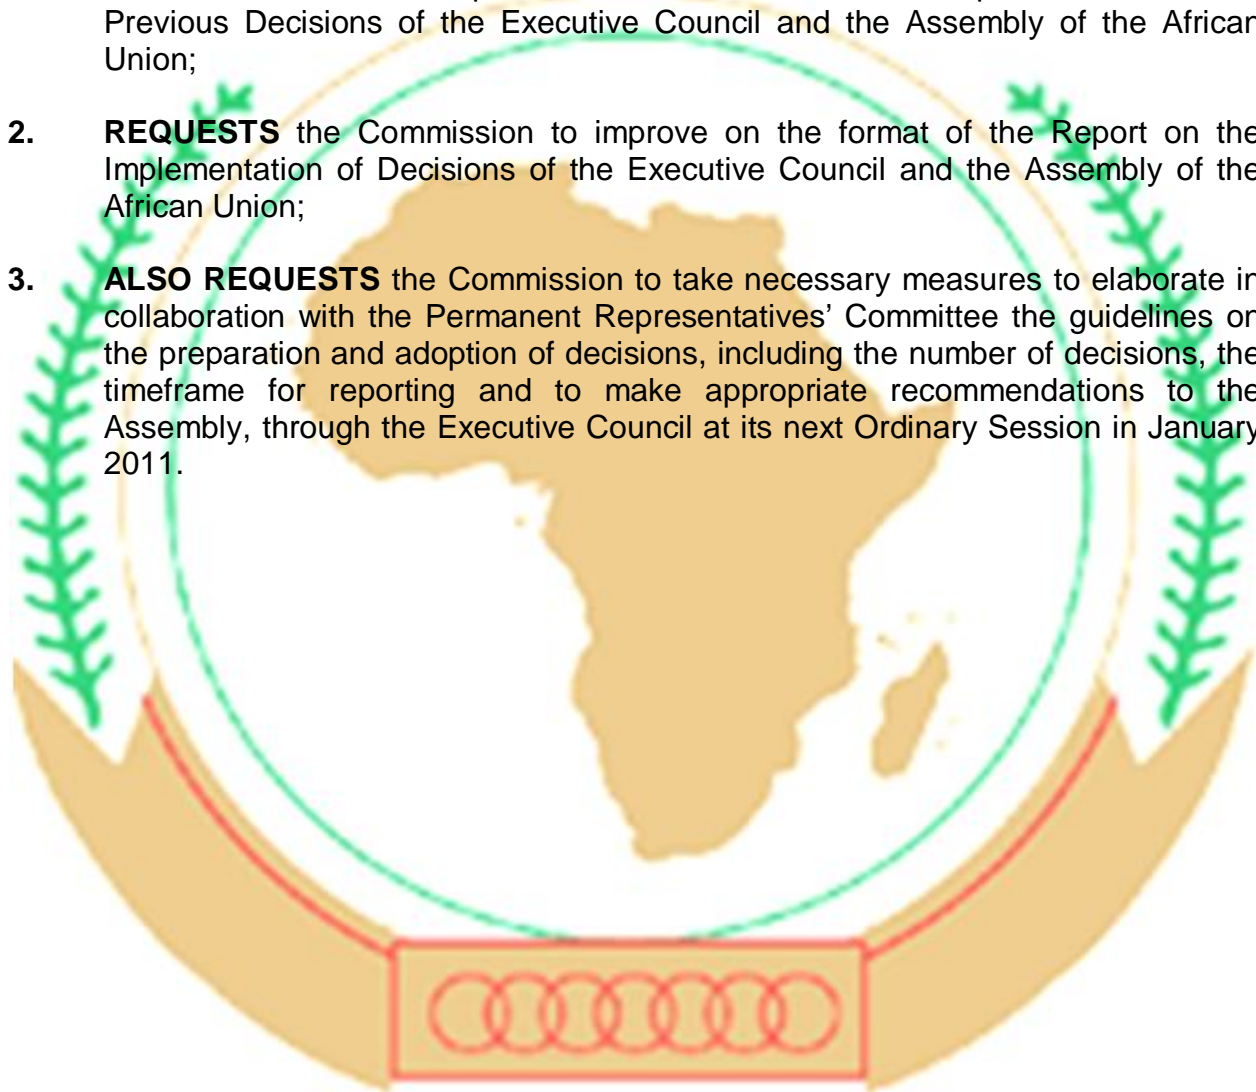 Previous Decisions of the Executive Council and the Assembly of the African
Union;
2. REQUESTS the Commission to improve on the format of the Report on the
Implementation of Decisions of the Executive Council and the Assembly of the
African Union;
3. ALSO REQUESTS the Commission to take necessary measures to elaborate in
collaboration with the Permanent Representatives’ Committee the guidelines on
the preparation and adoption of decisions, including the number of decisions, the
timeframe for reporting and to make appropriate recommendations to the
Assembly, through the Executive Council at its next Ordinary Session in January
2011.